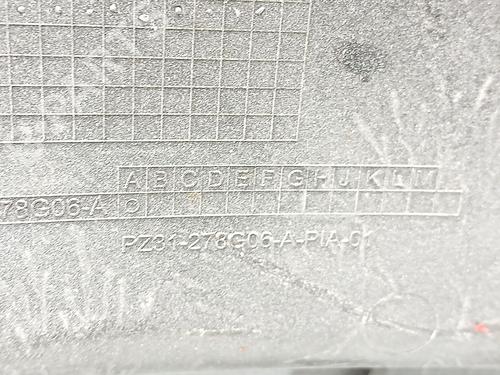 A B C D E F G H J K L M
78G06-A O
PZ31-278G06-A-PIA-01